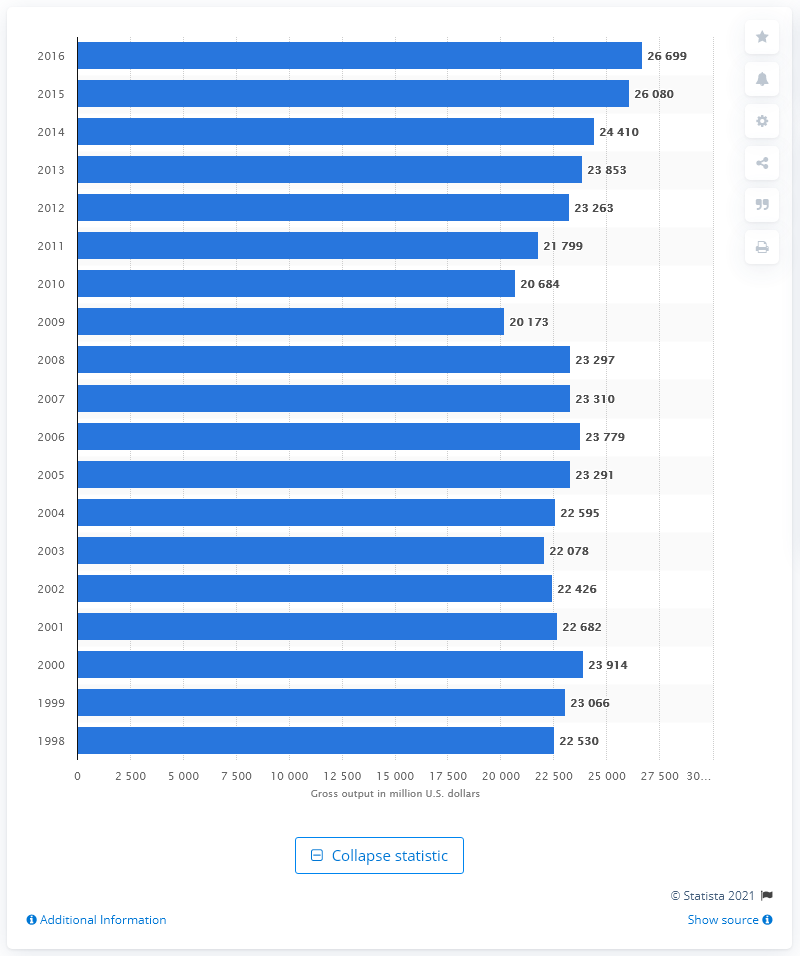 2016 26 699
2015 26 080
2014 24 410
2013 23 853
2012 23 263
2011 21 799
2010 20 684
2009 20 173
2008 23 297
2007 23 310
2006 23 779
2005 23 291
2004 22 595
2003 22 078
2002 22 426
2001 22 682
2000 23 914
1999 23 066
1998 22 530
0 2 500 5 000 7 500 10 000 12 500 15 000 17 500 20 000 22 500 25 000 27 500 30...
Gross output in million U.S. dollars
Collapse statistic
© Statista 2021
Additional Information Show source